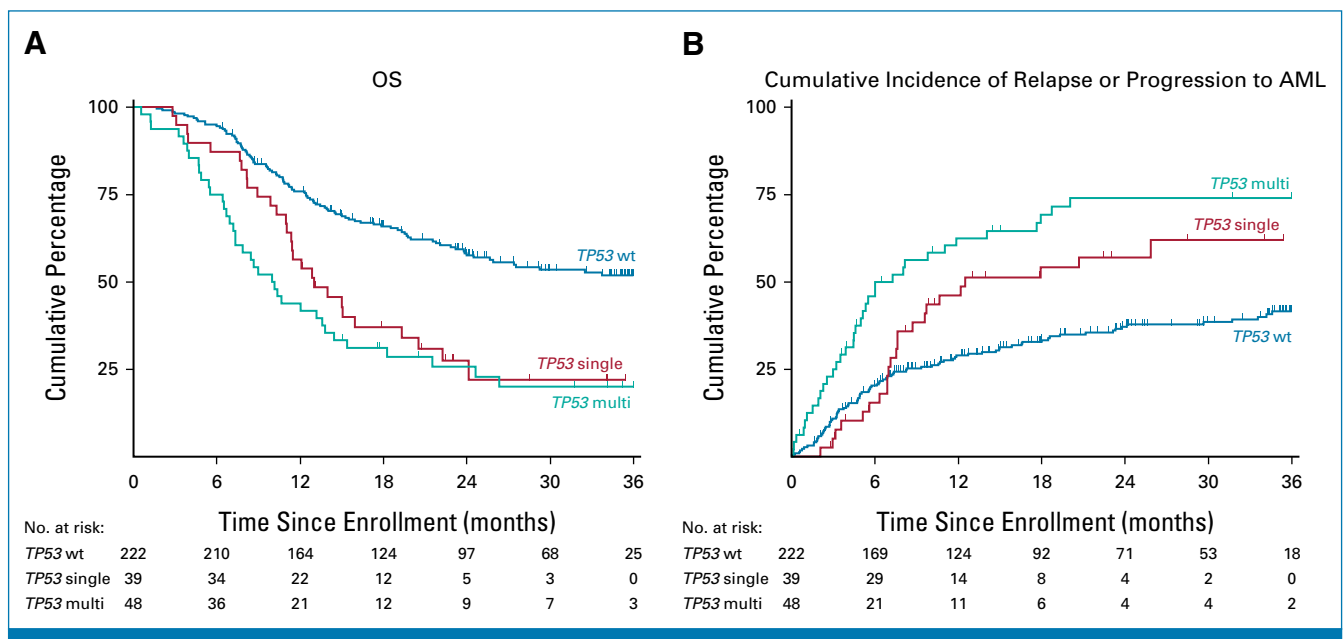 A
OS
Cumulative Percentage
100
75
50
25
TP53 wt
TP53 single
TP53 multi
0 6 12 18 24 30 36
Time Since Enrollment (months)
No. at risk:
TP53 wt 222 210 164 124 97 68 25
TP53 single 39 34 22 12 5 3 0
TP53 multi 48 36 21 12 9 7 3
B
Cumulative Incidence of Relapse or Progression to AML
Cumulative Percentage
100
75
50
25
TP53 multi
TP53 single
TP53 wt
0 6 12 18 24 30 36
Time Since Enrollment (months)
No. at risk:
TP53 wt 222 169 124 92 71 53 18
TP53 single 39 29 14 8 4 2 0
TP53 multi 48 21 11 6 4 4 2